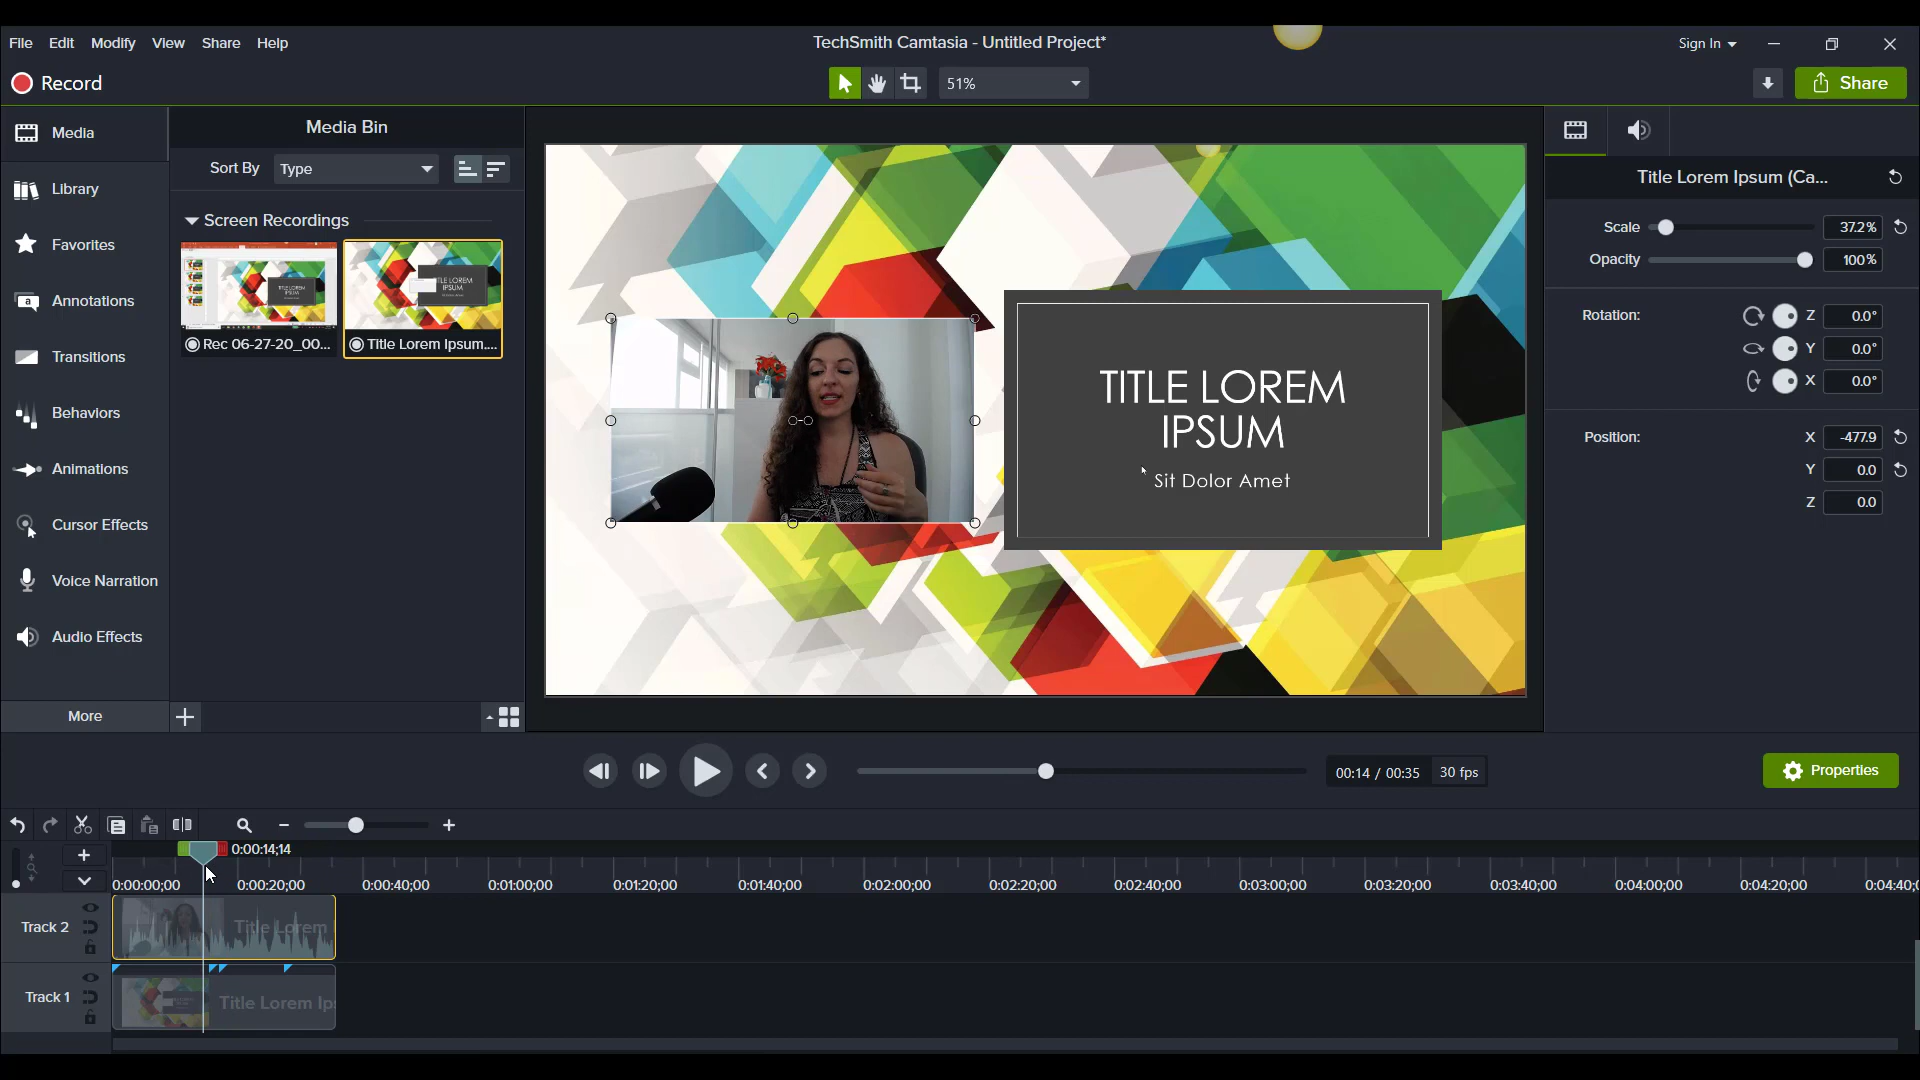 File Edit Modify View Share Help
TechSmith Camtasia - Untitled Project*
Sign In
Record
51%
Share
Media
Library
Favorites
Annotations
Transitions
Behaviors
Animations
Cursor Effects
Voice Narration
Audio Effects
More
Media Bin
Sort By Type
Screen Recordings
Rec 06-27-20_00...
Title Lorem Ipsum....
TITLE LOREM
IPSUM
Sit Dolor Amet
Title Lorem Ipsum (Ca...
Scale 37.2%
Opacity 100%
Rotation: Z 0.0°
Y 0.0°
X 0.0°
Position: X -477.9
Y 0.0
Z 0.0
00:14 / 00:35 30 fps
Properties
0:00:14;14
0:00:00;00 0:00:20;00 0:00:40;00 0:01:00;00 0:01:20;00 0:01:40;00 0:02:00;00 0:02:20;00 0:02:40;00 0:03:00;00 0:03:20;00 0:03:40;00 0:04:00;00 0:04:20;00 0:04:40;
Track 2
Title Lorem
Track 1
Title Lorem Ips